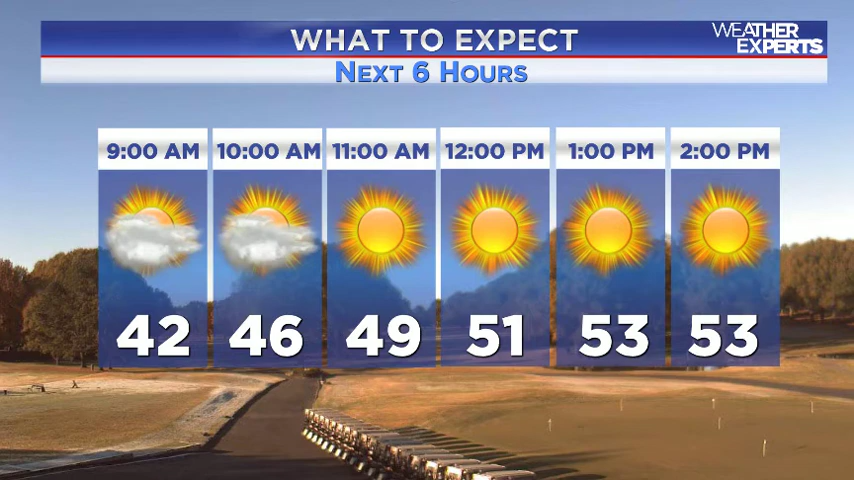 WHAT TO EXPECT
WEATHER
EXPERTS
NEXT 6 HOURS
9:00 AM 10:00 AM 11:00 AM 12:00 PM 1:00 PM 2:00 PM
42 46 49 51 53 53